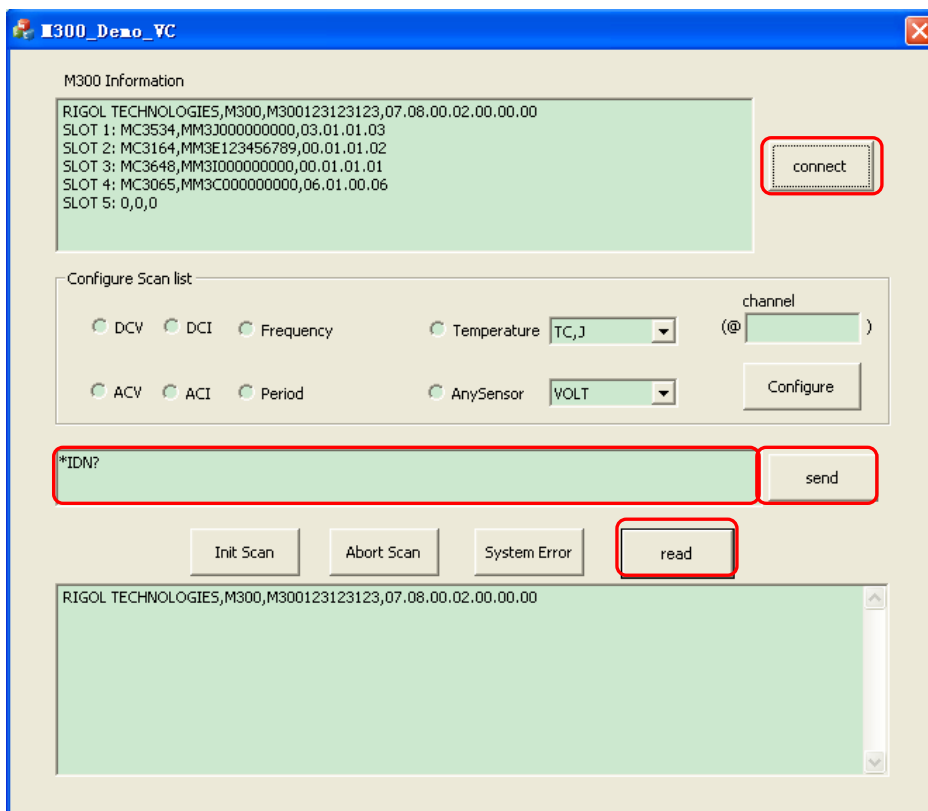 M300_Demo_VC
M300 Information
RIGOL TECHNOLOGIES,M300,M300123123123,07.08.00.02.00.00.00
SLOT 1: MC3534,MM3J000000000,03.01.01.03
SLOT 2: MC3164,MM3E123456789,00.01.01.02
SLOT 3: MC3648,MM3I000000000,00.01.01.01
SLOT 4: MC3065,MM3C000000000,06.01.00.06
SLOT 5: 0,0,0
connect
Configure Scan list
channel
DCV DCI Frequency Temperature TC,J (@ )
ACV ACI Period AnySensor VOLT Configure
*IDN?
send
Init Scan Abort Scan System Error read
RIGOL TECHNOLOGIES,M300,M300123123123,07.08.00.02.00.00.00